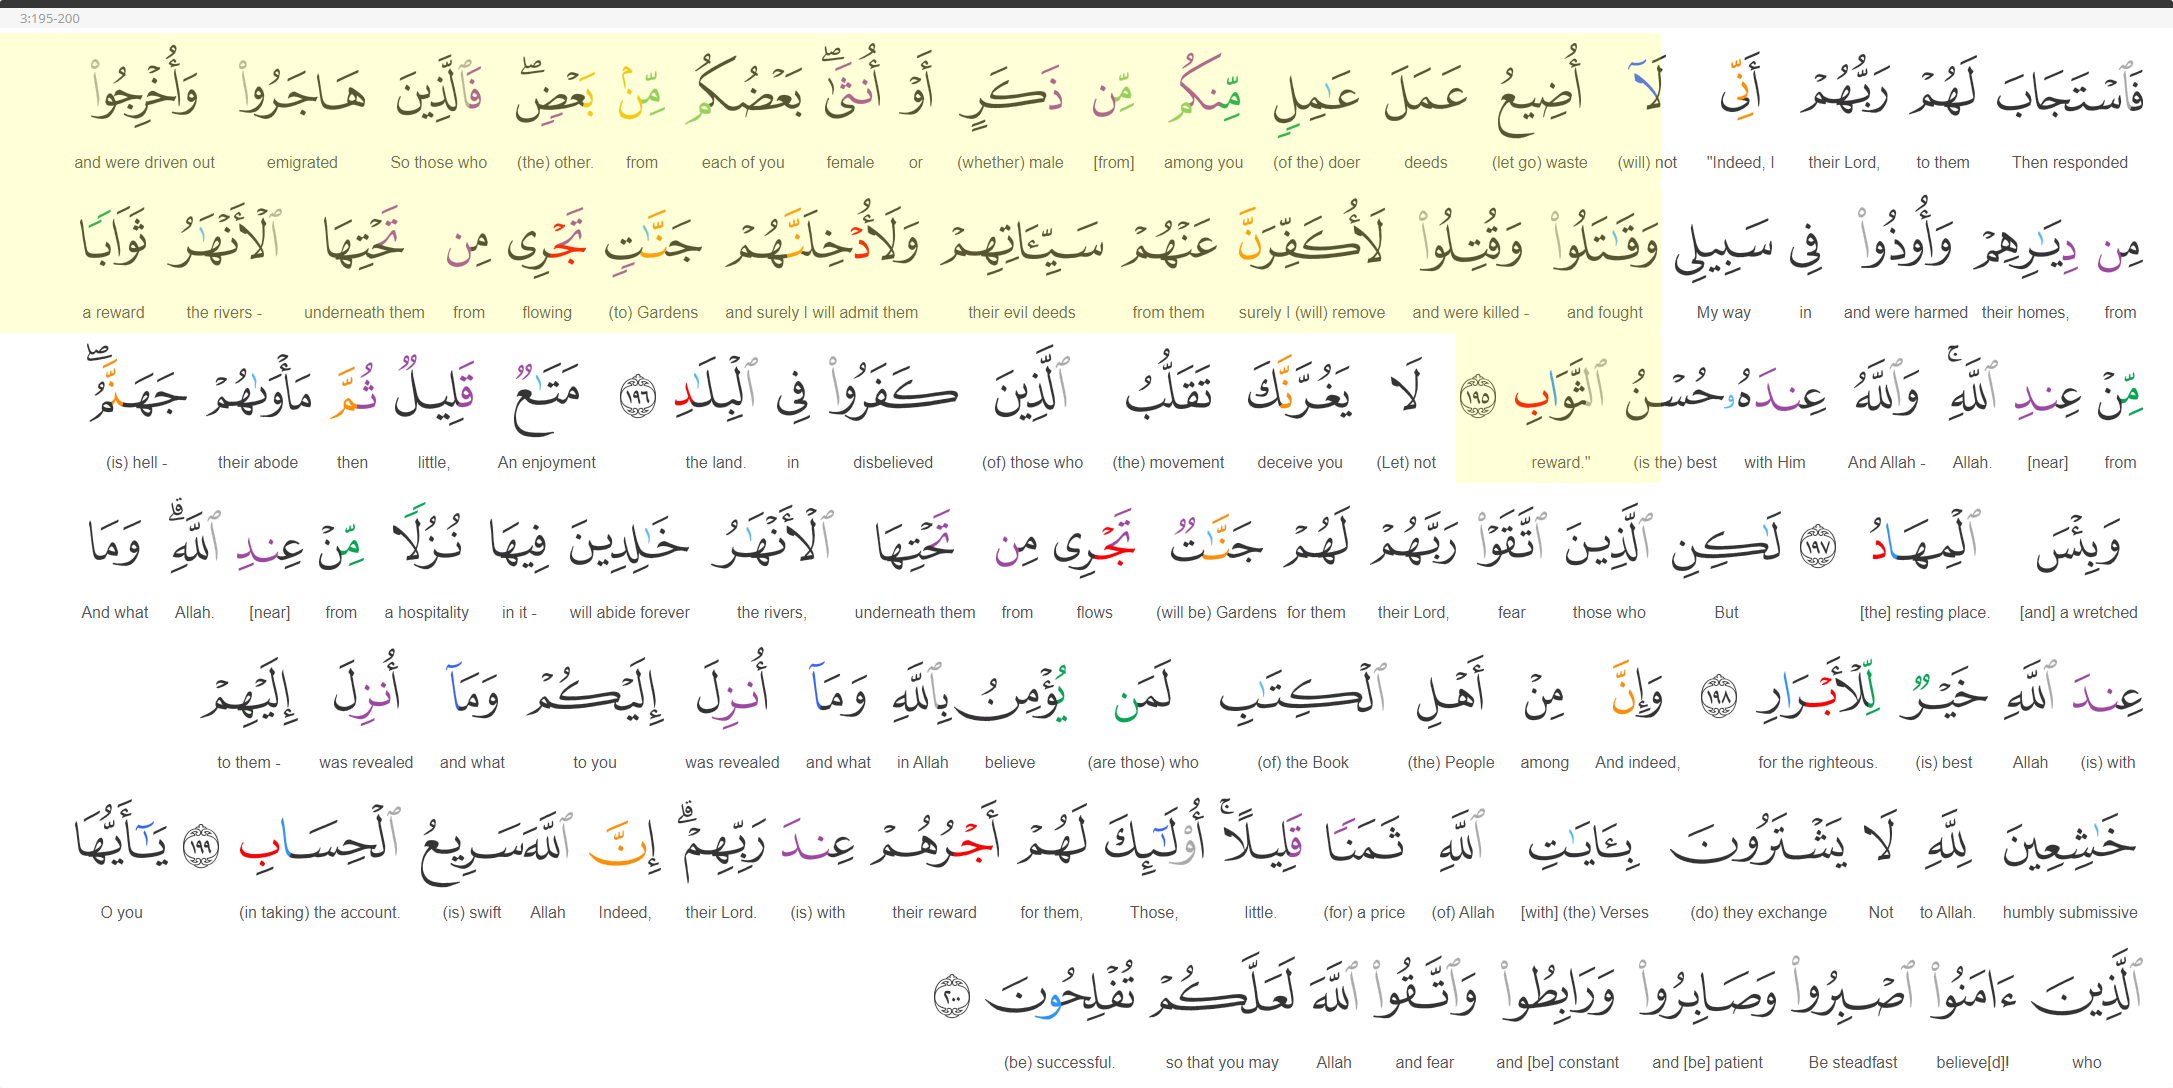 3:195-200
فَٱسْتَجَابَ لَهُمْ رَبُّهُمْ أَنِّى لَآ أُضِيعُ عَمَلَ عَـٰمِلٍ مِّنكُم مِّن ذَكَرٍ أَوْ أُنثَىٰ ۖ بَعْضُكُم مِّنۢ بَعْضٍ ۖ فَٱلَّذِينَ هَاجَرُوا۟ وَأُخْرِجُوا۟
Then responded to them their Lord, "Indeed, I (will) not (let go) waste deeds (of the) doer among you [from] (whether) male or female each of you from (the) other. So those who emigrated and were driven out
مِن دِيَـٰرِهِمْ وَأُوذُوا۟ فِى سَبِيلِى وَقَـٰتَلُوا۟ وَقُتِلُوا۟ لَأُكَفِّرَنَّ عَنْهُمْ سَيِّـَٔاتِهِمْ وَلَأُدْخِلَنَّهُمْ جَنَّـٰتٍ تَجْرِى مِن تَحْتِهَا ٱلْأَنْهَـٰرُ ثَوَابًا
from their homes, and were harmed in My way and fought and were killed - surely I (will) remove from them their evil deeds and surely I will admit them (to) Gardens flowing from underneath them the rivers - a reward
مِّنْ عِندِ ٱللَّهِ ۚ وَٱللَّهُ عِندَهُۥ حُسْنُ ٱلثَّوَابِ ١٩٥ لَا يَغُرَّنَّكَ تَقَلُّبُ ٱلَّذِينَ كَفَرُوا۟ فِى ٱلْبِلَـٰدِ ١٩٦ مَتَـٰعٌ قَلِيلٌ ثُمَّ مَأْوَىٰهُمْ جَهَنَّمُ ۖ
from [near] Allah. And Allah - with Him (is the) best reward." (Let) not deceive you (the) movement (of) those who disbelieved in the land. An enjoyment little, then their abode (is) hell -
وَبِئْسَ ٱلْمِهَادُ ١٩٧ لَـٰكِنِ ٱلَّذِينَ ٱتَّقَوْا۟ رَبَّهُمْ لَهُمْ جَنَّـٰتٌ تَجْرِى مِن تَحْتِهَا ٱلْأَنْهَـٰرُ خَـٰلِدِينَ فِيهَا نُزُلًا مِّنْ عِندِ ٱللَّهِ ۗ وَمَا
[and] a wretched [the] resting place. But those who fear their Lord, for them (will be) Gardens flows from underneath them the rivers, will abide forever in it - a hospitality from [near] Allah. And what
عِندَ ٱللَّهِ خَيْرٌ لِّلْأَبْرَارِ ١٩٨ وَإِنَّ مِنْ أَهْلِ ٱلْكِتَـٰبِ لَمَن يُؤْمِنُ بِٱللَّهِ وَمَآ أُنزِلَ إِلَيْكُمْ وَمَآ أُنزِلَ إِلَيْهِمْ
(is) with Allah (is) best for the righteous. And indeed, among (the) People (of) the Book (are those) who believe in Allah and what was revealed to you and what was revealed to them -
خَـٰشِعِينَ لِلَّهِ لَا يَشْتَرُونَ بِـَٔايَـٰتِ ٱللَّهِ ثَمَنًا قَلِيلًا ۚ أُو۟لَـٰٓئِكَ لَهُمْ أَجْرُهُمْ عِندَ رَبِّهِمْ ۗ إِنَّ ٱللَّهَ سَرِيعُ ٱلْحِسَابِ ١٩٩ يَـٰٓأَيُّهَا
humbly submissive to Allah. Not (do) they exchange [with] (the) Verses (of) Allah (for) a price little. Those, for them, their reward (is) with their Lord. Indeed, Allah (is) swift (in taking) the account. O you
ٱلَّذِينَ ءَامَنُوا۟ ٱصْبِرُوا۟ وَصَابِرُوا۟ وَرَابِطُوا۟ وَٱتَّقُوا۟ ٱللَّهَ لَعَلَّكُمْ تُفْلِحُونَ ٢٠٠
who believe[d]! Be steadfast and [be] patient and [be] constant and fear Allah so that you may (be) successful.